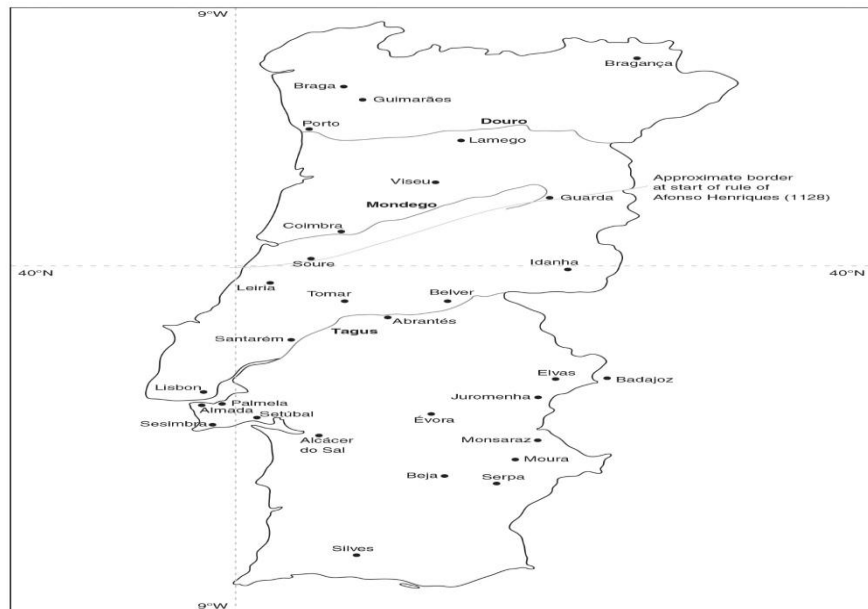 9°W
Bragança
Braga
Guimarães
Porto
Douro
Lamego
Viseu
Approximate border
at start of rule of
Afonso Henriques (1128)
Guarda
Mondego
Coimbra
Soure
Idanha
40°N
40°N
Leiria
Tomar
Belver
Abrantés
Tagus
Santarém
Elvas
Badajoz
Lisbon
Juromenha
Palmela
Almada
Setúbal
Évora
Sesimbra
Alcácer
do Sal
Monsaraz
Moura
Beja
Serpa
Silves
9°W